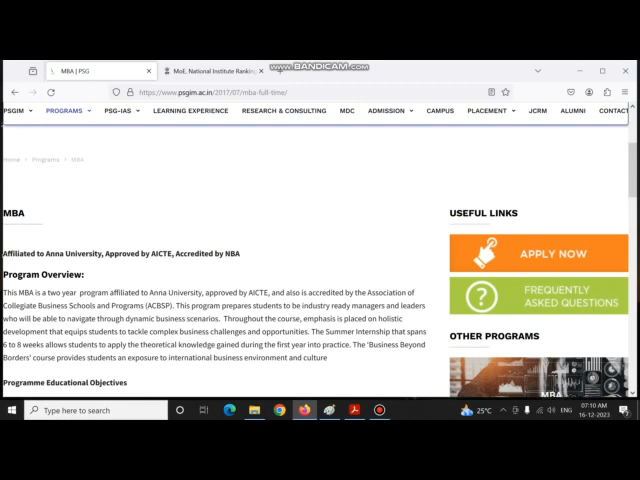 www.BANDICAM.com
MBA | PSG
MoE, National Institute Ranking
https://www.psgim.ac.in/2017/07/mba-full-time/
PSGIM PROGRAMS PSG-IAS LEARNING EXPERIENCE RESEARCH & CONSULTING MDC ADMISSION CAMPUS PLACEMENT JCRM ALUMNI CONTACT
Home > Programs > MBA
MBA
Affiliated to Anna University, Approved by AICTE, Accredited by NBA
Program Overview:
This MBA is a two year program affiliated to Anna University, approved by AICTE, and also is accredited by the Association of
Collegiate Business Schools and Programs (ACBSP). This program prepares students to be industry ready managers and leaders
who will be able to navigate through dynamic business scenarios. Throughout the course, emphasis is placed on holistic
development that equips students to tackle complex business challenges and opportunities. The Summer Internship that spans
6 to 8 weeks allows students to apply the theoretical knowledge gained during the first year into practice. The 'Business Beyond
Borders' course provides students an exposure to international business environment and culture
Programme Educational Objectives
USEFUL LINKS
APPLY NOW
FREQUENTLY
ASKED QUESTIONS
OTHER PROGRAMS
MBA
Type here to search
25°C
ENG
07:10 AM
16-12-2023